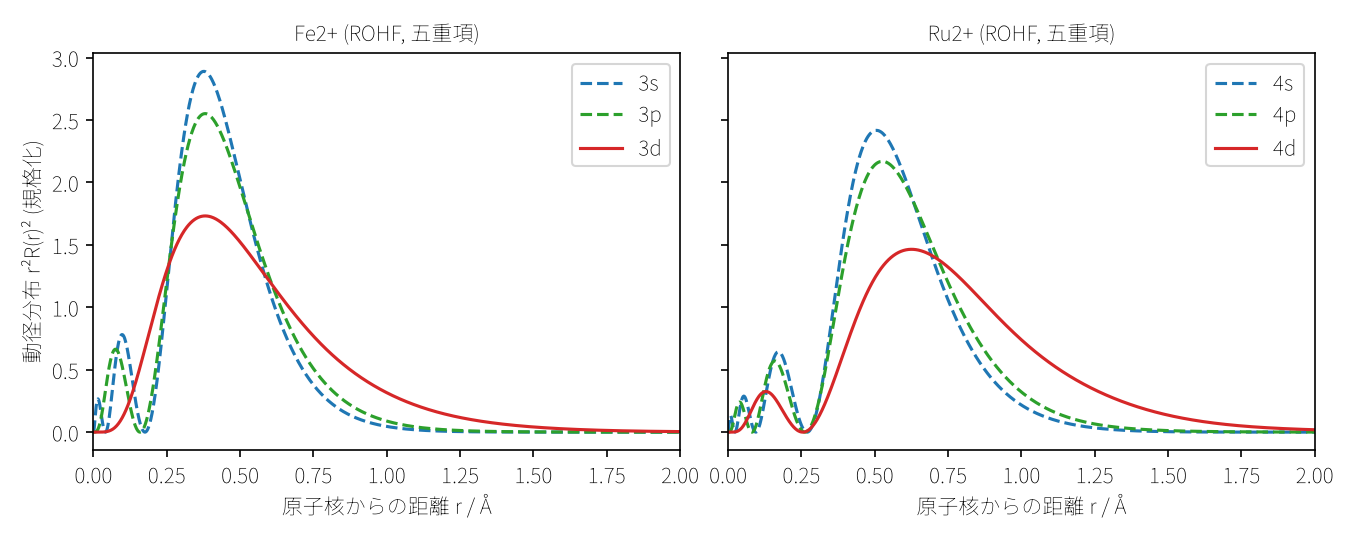 Fe2+ (ROHF, 五重項)
3.0
2.5
2.0
1.5
1.0
0.5
0.0
動径分布 r²R(r)² (規格化)
3s
3p
3d
0.00 0.25 0.50 0.75 1.00 1.25 1.50 1.75 2.00
原子核からの距離 r / Å
Ru2+ (ROHF, 五重項)
4s
4p
4d
0.00 0.25 0.50 0.75 1.00 1.25 1.50 1.75 2.00
原子核からの距離 r / Å